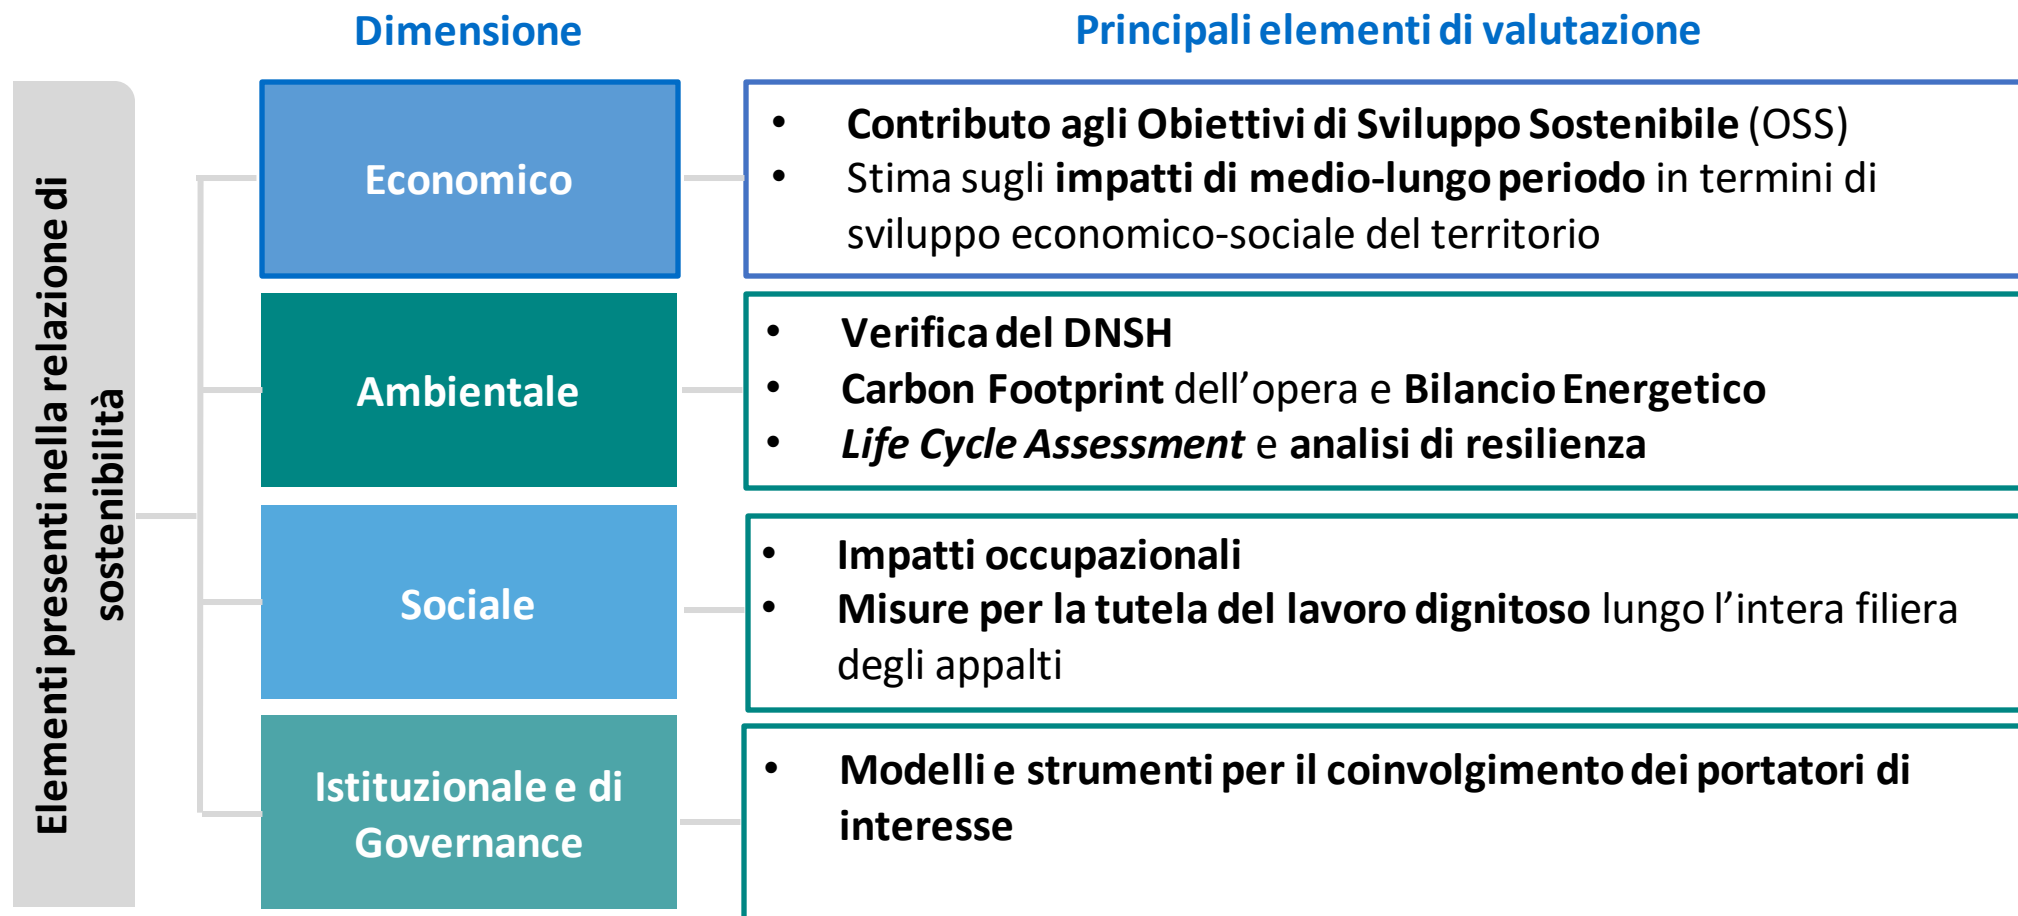 Dimensione
Principali elementi di valutazione
Elementi presenti nella relazione di
sostenibilità
Economico
• Contributo agli Obiettivi di Sviluppo Sostenibile (OSS)
• Stima sugli impatti di medio-lungo periodo in termini di
sviluppo economico-sociale del territorio
Ambientale
• Verifica del DNSH
• Carbon Footprint dell’opera e Bilancio Energetico
• Life Cycle Assessment e analisi di resilienza
Sociale
• Impatti occupazionali
• Misure per la tutela del lavoro dignitoso lungo l’intera filiera
degli appalti
Istituzionale e di
Governance
• Modelli e strumenti per il coinvolgimento dei portatori di
interesse